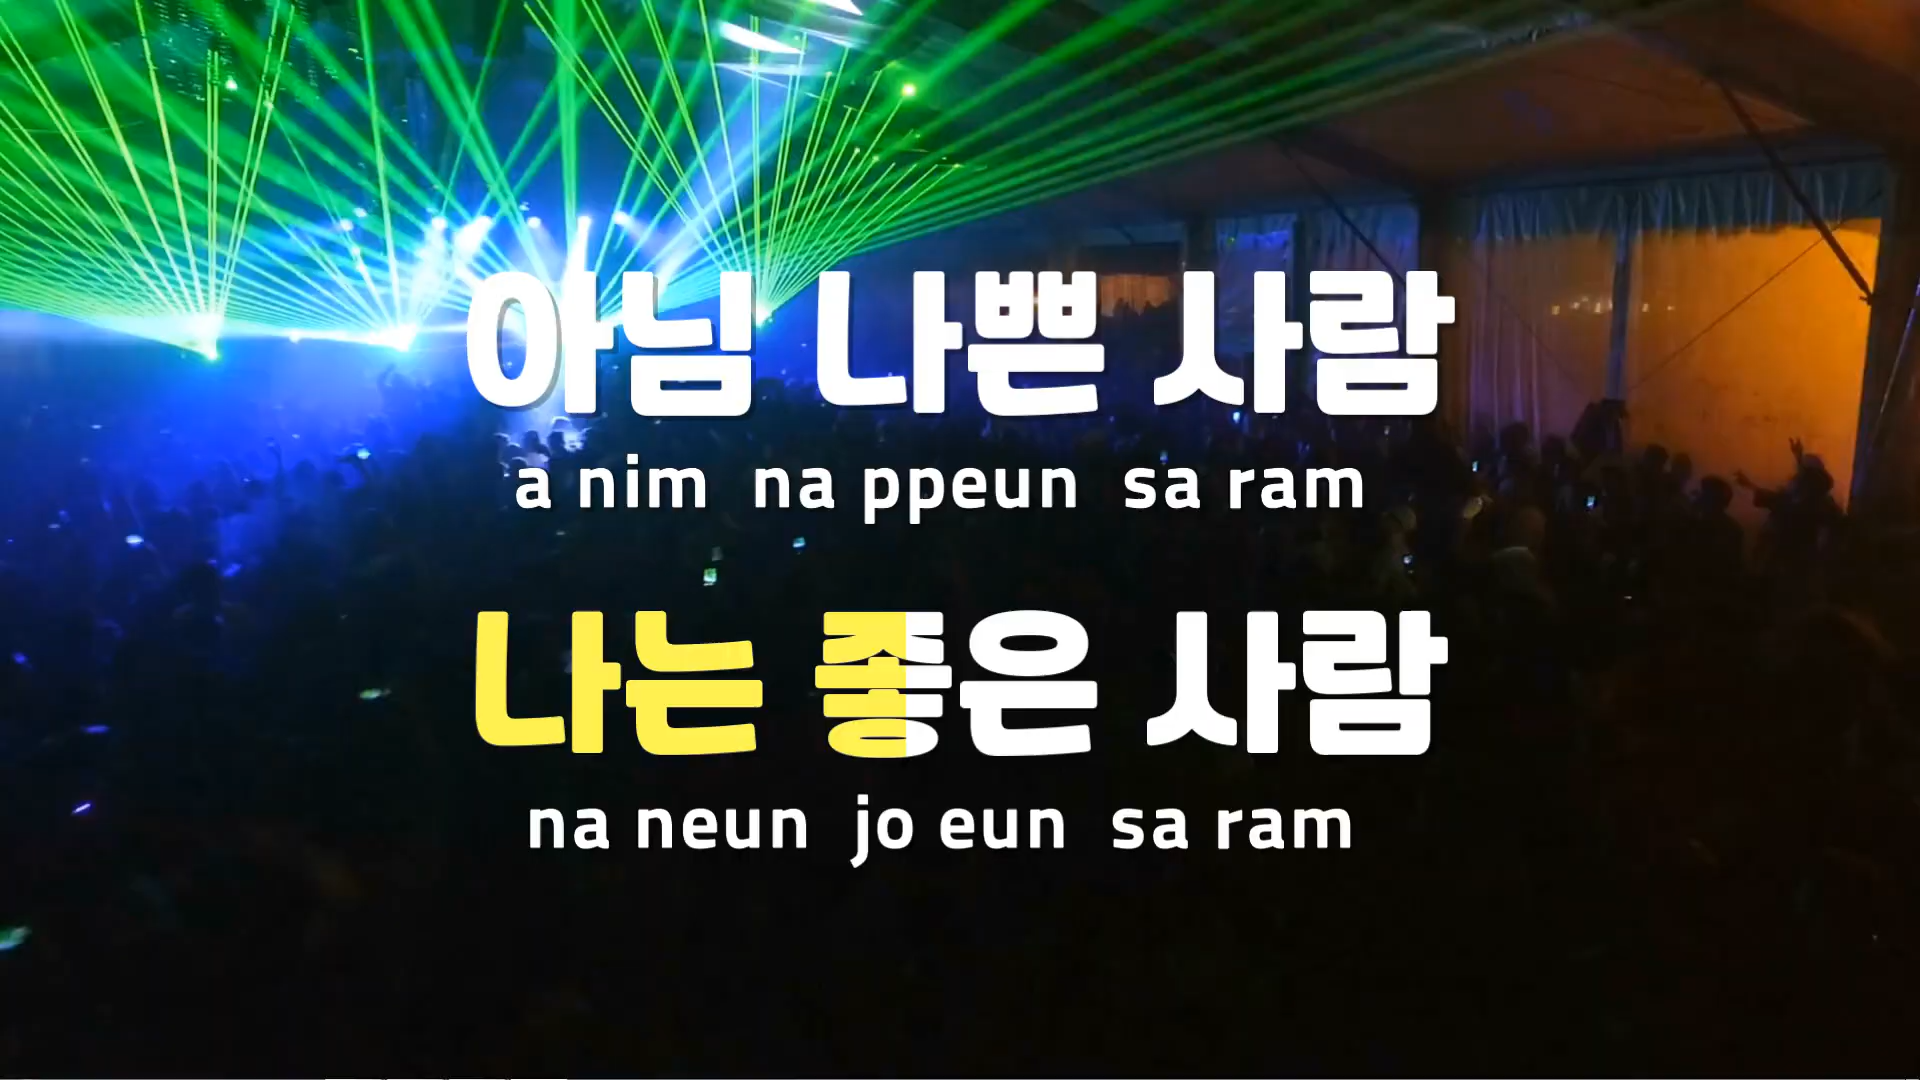 아님 나쁜 사람
a nim na ppeun sa ram
나는 좋은 사람
na neun jo eun sa ram